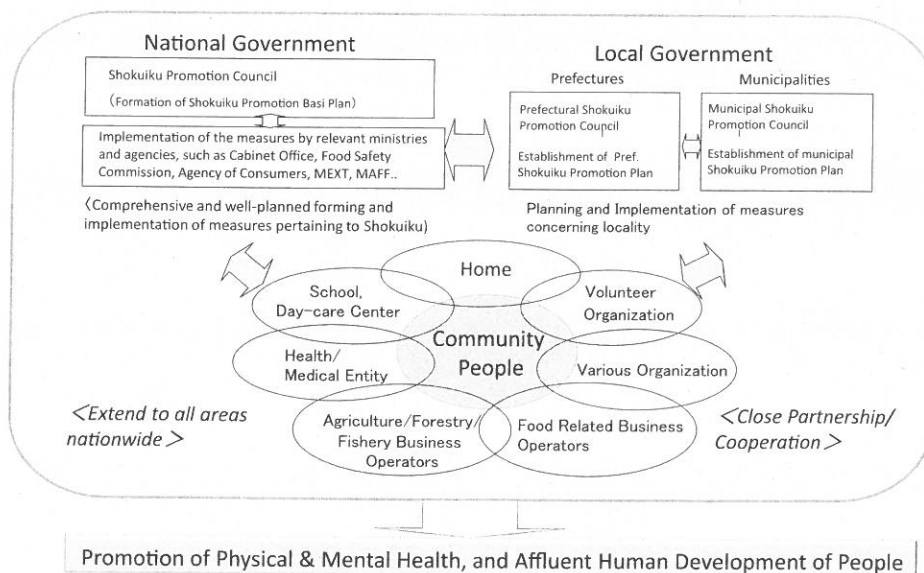 National Government
Shokuiku Promotion Council
(Formation of Shokuiku Promotion Basi Plan)
Implementation of the measures by relevant ministries
and agencies, such as Cabinet Office, Food Safety
Commission, Agency of Consumers, MEXT, MAFF..
〈Comprehensive and well-planned forming and
implementation of measures pertaining to Shokuiku)
Local Government
Prefectures
Municipalities
Prefectural Shokuiku
Promotion Council
Establishment of Pref.
Shokuiku Promotion Plan
Municipal Shokuiku
Promotion Council
Establishment of municipal
Shokuiku Promotion Plan
Planning and Implementation of measures
concerning locality
Home
School,
Day-care Center
Volunteer
Organization
Community
People
Health/
Medical Entity
Various Organization
Agriculture/Forestry/
Fishery Business
Operators
Food Related Business
Operators
＜Extend to all areas
nationwide＞
＜Close Partnership/
Cooperation＞
Promotion of Physical & Mental Health, and Affluent Human Development of People